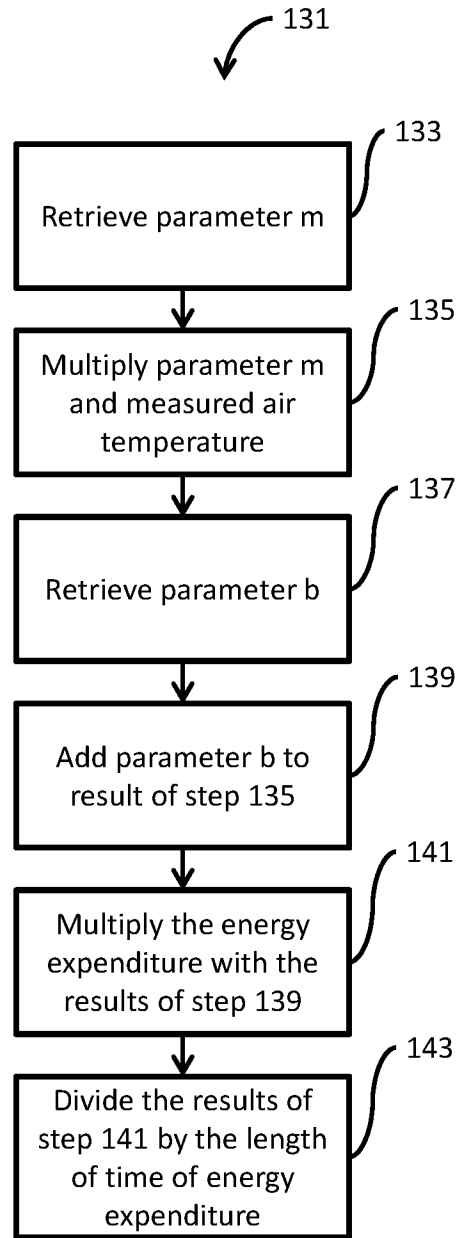 131
133
Retrieve parameter m
135
Multiply parameter m
and measured air
temperature
137
Retrieve parameter b
139
Add parameter b to
result of step 135
141
Multiply the energy
expenditure with the
results of step 139
143
Divide the results of
step 141 by the length
of time of energy
expenditure